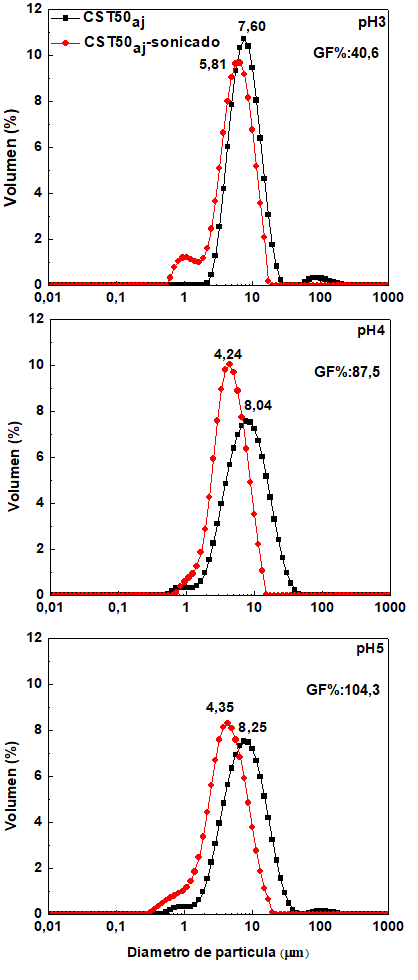 CST50aj
CST50aj-sonicado
7,60
5,81
pH3
GF%:40,6
Volumen (%)
12
10
8
6
4
2
0
0,01 0,1 1 10 100 1000
pH4
GF%:87,5
4,24
8,04
Volumen (%)
12
10
8
6
4
2
0
0,01 0,1 1 10 100 1000
pH5
GF%:104,3
4,35
8,25
Volumen (%)
12
10
8
6
4
2
0
0,01 0,1 1 10 100 1000
Diametro de particula (μm)